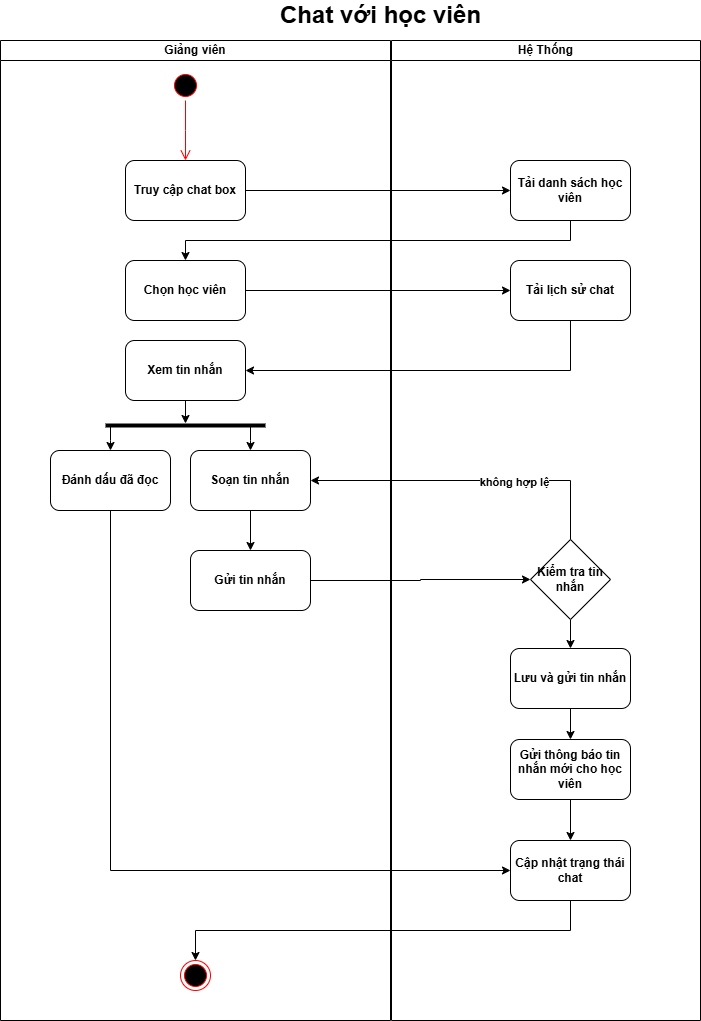 Chat với học viên
Giảng viên
Hệ Thống
Truy cập chat box
Tải danh sách học
viên
Chọn học viên
Tải lịch sử chat
Xem tin nhắn
Đánh dấu đã đọc
Soạn tin nhắn
không hợp lệ
Gửi tin nhắn
Kiểm tra tin
nhắn
Lưu và gửi tin nhắn
Gửi thông báo tin
nhắn mới cho học
viên
Cập nhật trạng thái
chat